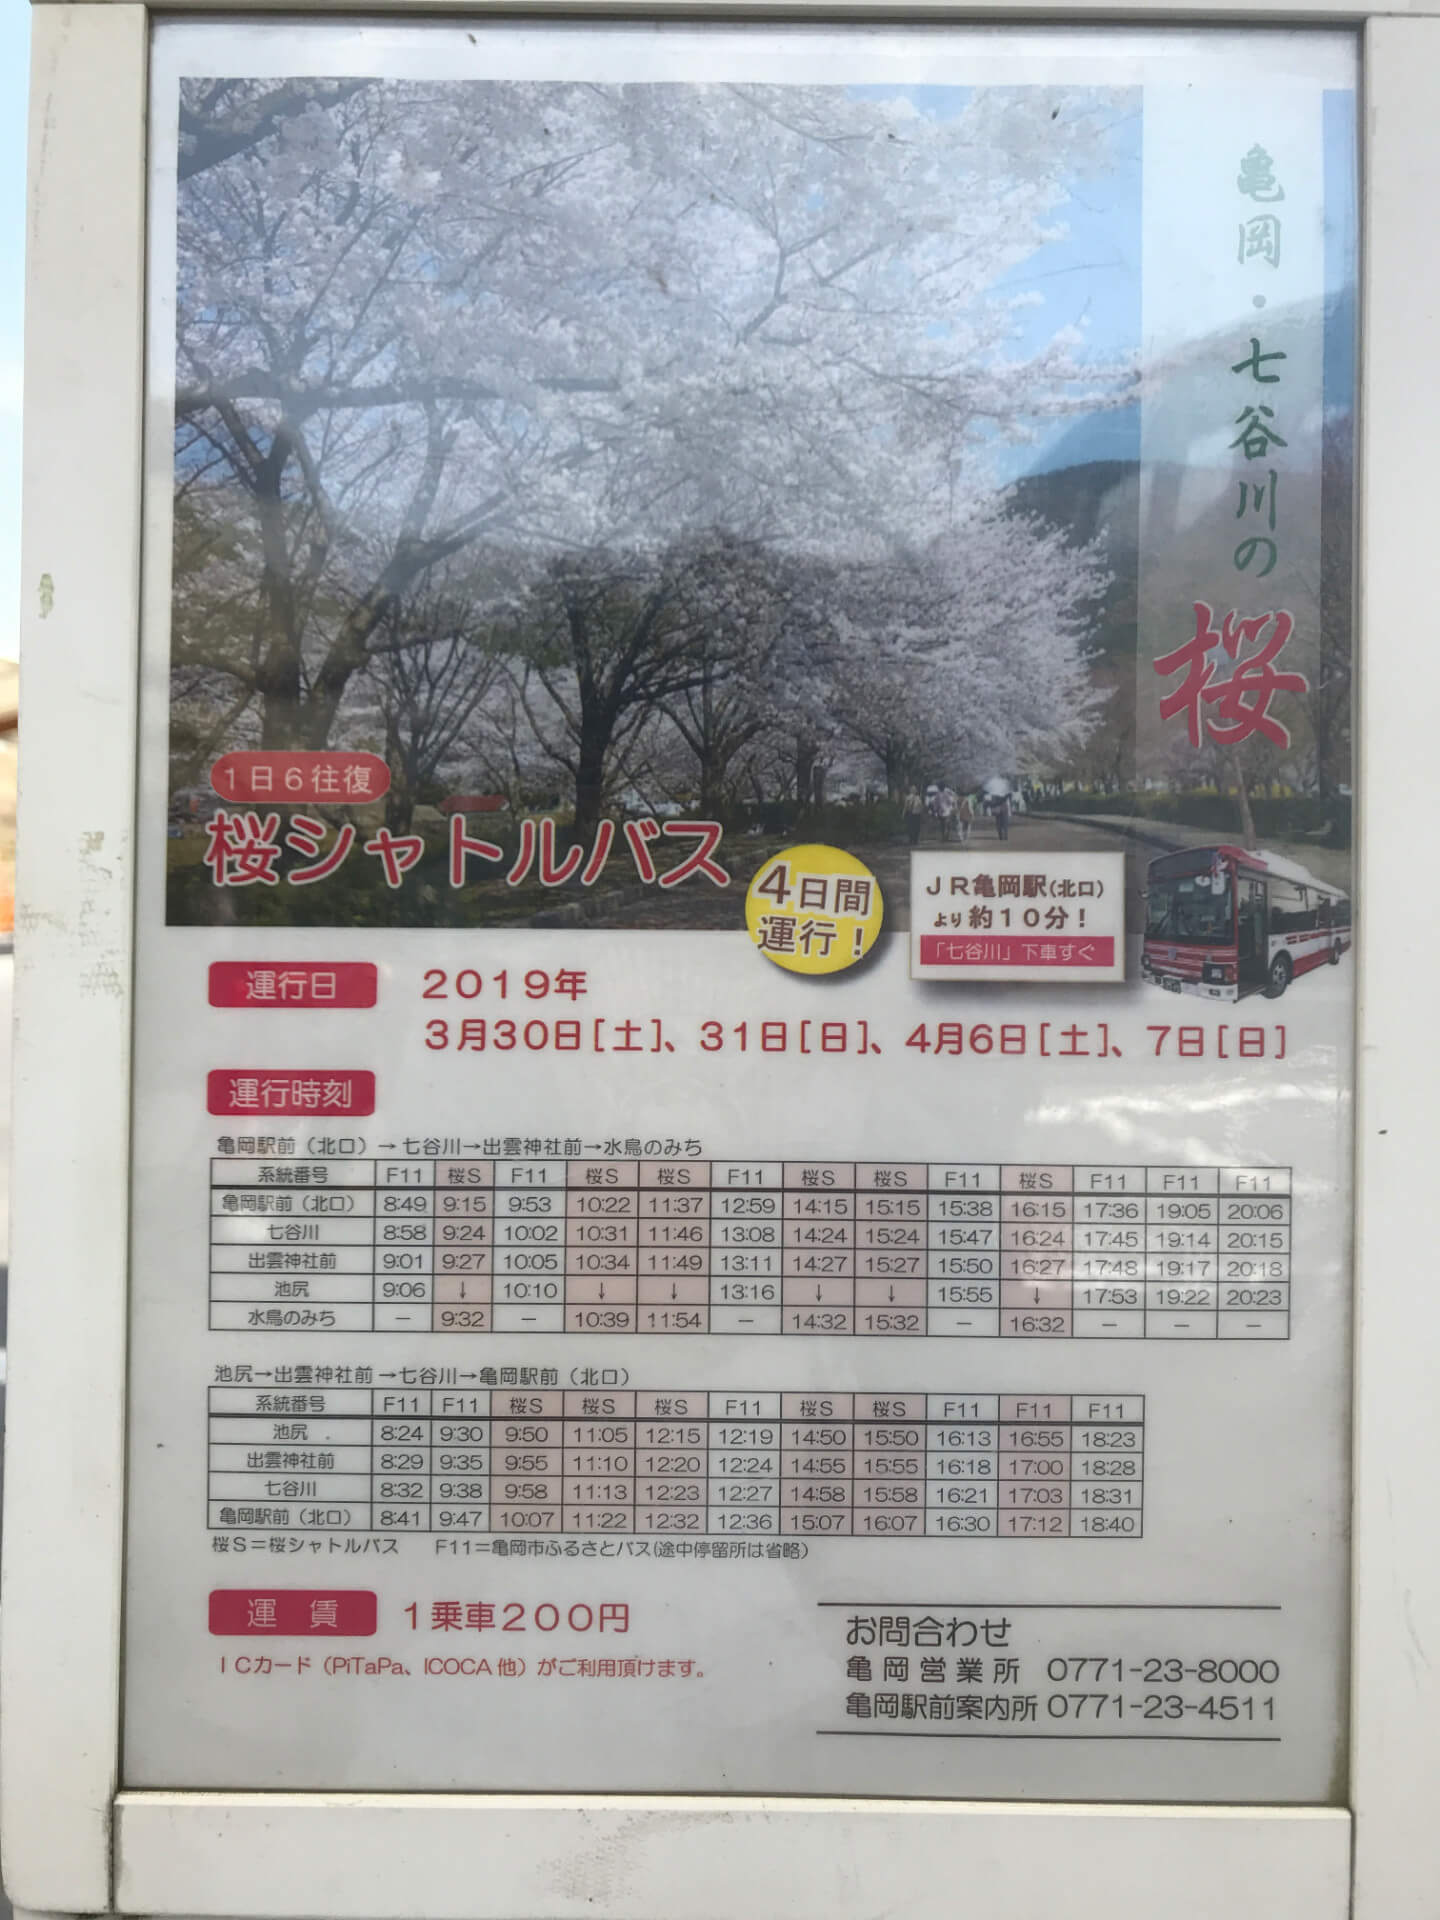 亀岡・七谷川の桜
1日6往復
桜シャトルバス
4日間
運行！
JR亀岡駅(北口)
より約10分！
「七谷川」下車すぐ
運行日 2019年
3月30日[土]、31日[日]、4月6日[土]、7日[日]
運行時刻
亀岡駅前（北口）→七谷川→出雲神社前→水鳥のみち
系統番号 F11 桜S F11 桜S 桜S F11 桜S 桜S F11 桜S F11 F11 F11
亀岡駅前（北口） 8:49 9:15 9:53 10:22 11:37 12:59 14:15 15:15 15:38 16:15 17:36 19:05 20:06
七谷川 8:58 9:24 10:02 10:31 11:46 13:08 14:24 15:24 15:47 16:24 17:45 19:14 20:15
出雲神社前 9:01 9:27 10:05 10:34 11:49 13:11 14:27 15:27 15:50 16:27 17:48 19:17 20:18
池尻 9:06 ↓ 10:10 ↓ ↓ 13:16 ↓ ↓ 15:55 ↓ 17:53 19:22 20:23
水鳥のみち － 9:32 － 10:39 11:54 － 14:32 15:32 － 16:32 － － －
池尻→出雲神社前→七谷川→亀岡駅前（北口）
系統番号 F11 F11 桜S 桜S 桜S F11 桜S 桜S F11 F11 F11
池尻 8:24 9:30 9:50 11:05 12:15 12:19 14:50 15:50 16:13 16:55 18:23
出雲神社前 8:29 9:35 9:55 11:10 12:20 12:24 14:55 15:55 16:18 17:00 18:28
七谷川 8:32 9:38 9:58 11:13 12:23 12:27 14:58 15:58 16:21 17:03 18:31
亀岡駅前（北口） 8:41 9:47 10:07 11:22 12:32 12:36 15:07 16:07 16:30 17:12 18:40
桜S＝桜シャトルバス F11＝亀岡市ふるさとバス(途中停留所は省略)
運賃 1乗車200円
ICカード（PiTaPa、ICOCA他）がご利用頂けます。
お問合わせ
亀岡営業所 0771-23-8000
亀岡駅前案内所 0771-23-4511